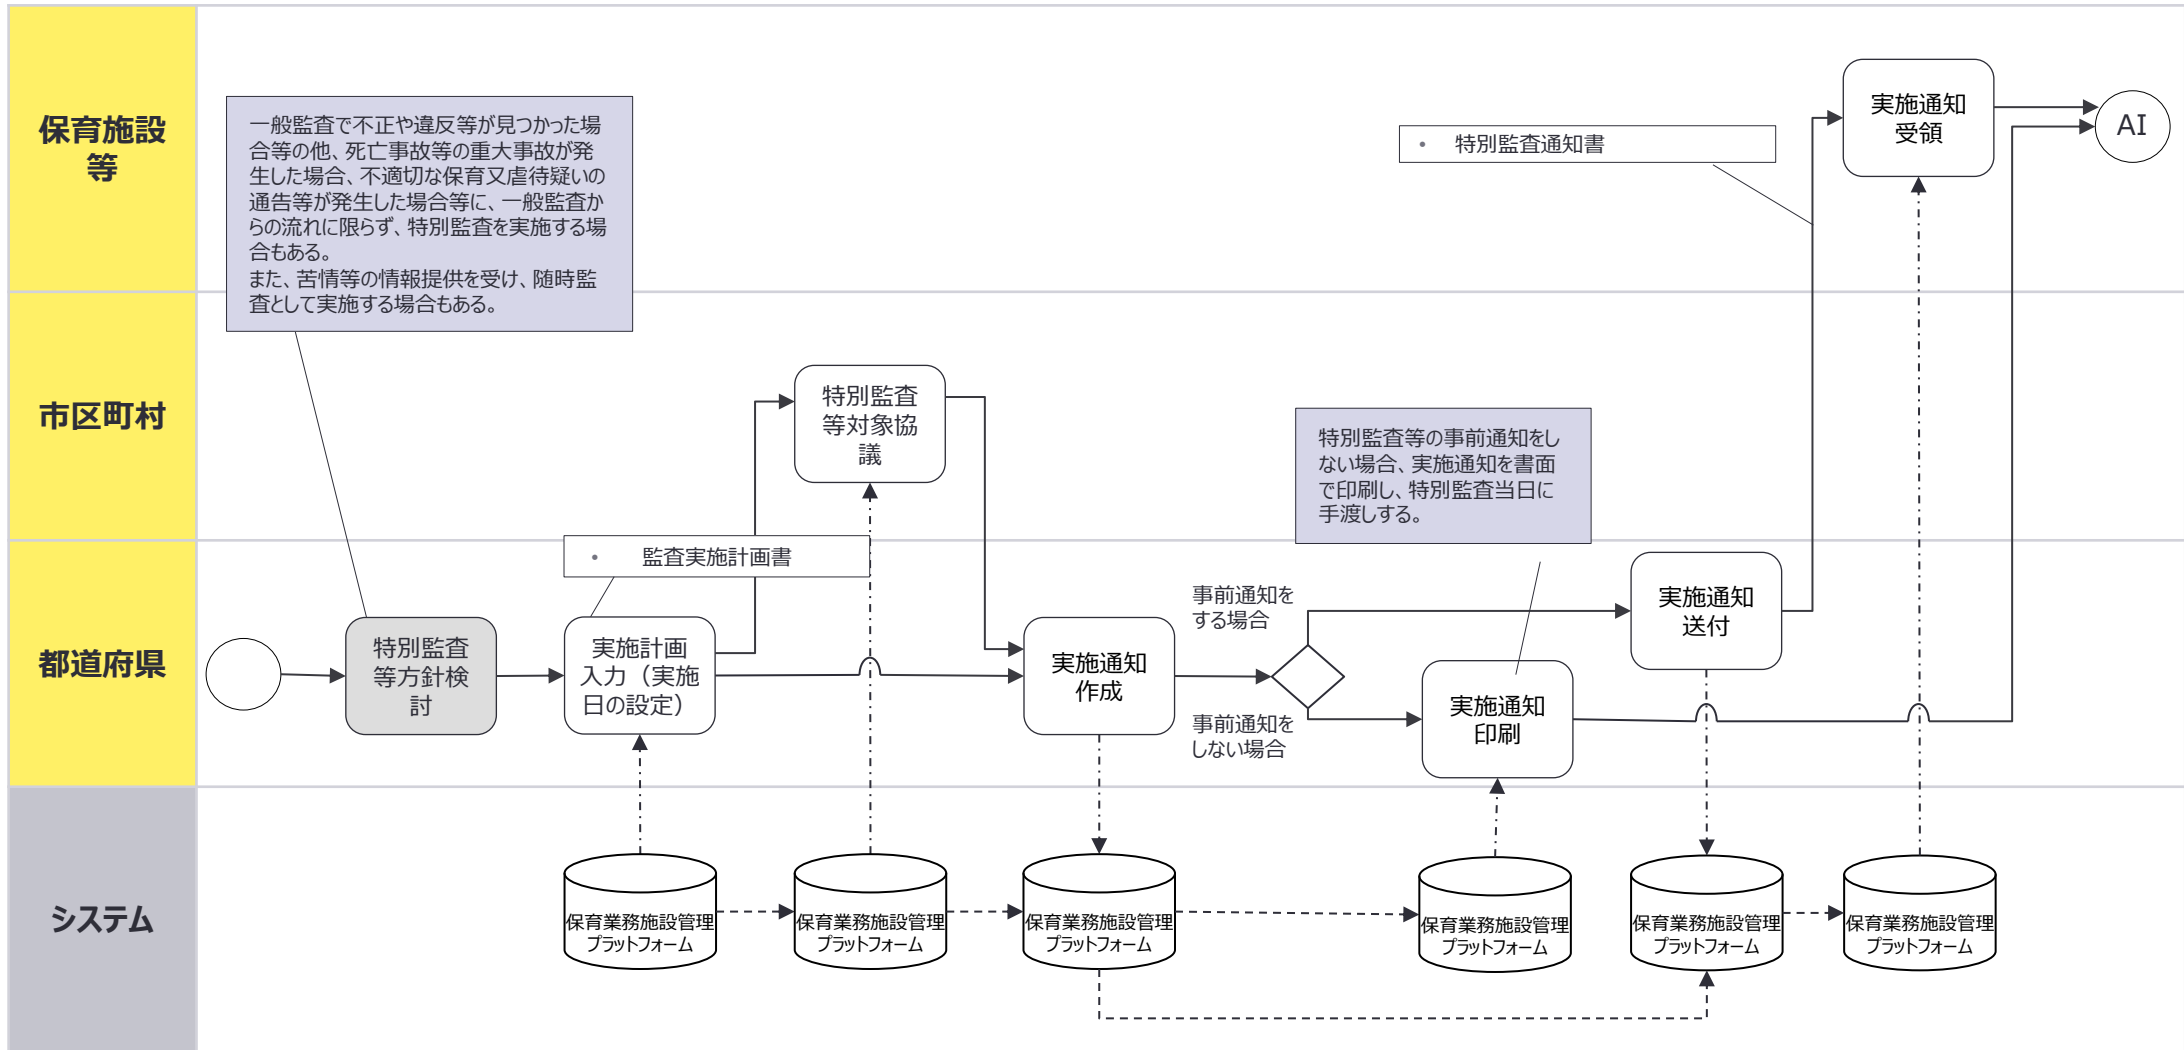 保育施設
等
一般監査で不正や違反等が見つかった場
合等の他、死亡事故等の重大事故が発
生した場合、不適切な保育又虐待疑いの
通告等が発生した場合等に、一般監査か
らの流れに限らず、特別監査を実施する場
合もある。
また、苦情等の情報提供を受け、随時監
査として実施する場合もある。
• 特別監査通知書
実施通知
受領
AI
市区町村
特別監査
等対象協
議
特別監査等の事前通知をし
ない場合、実施通知を書面
で印刷し、特別監査当日に
手渡しする。
都道府県
特別監査
等方針検
討
• 監査実施計画書
実施計画
入力（実施
日の設定）
実施通知
作成
事前通知を
する場合
事前通知を
しない場合
実施通知
印刷
実施通知
送付
システム
保育業務施設管理
プラットフォーム
保育業務施設管理
プラットフォーム
保育業務施設管理
プラットフォーム
保育業務施設管理
プラットフォーム
保育業務施設管理
プラットフォーム
保育業務施設管理
プラットフォーム